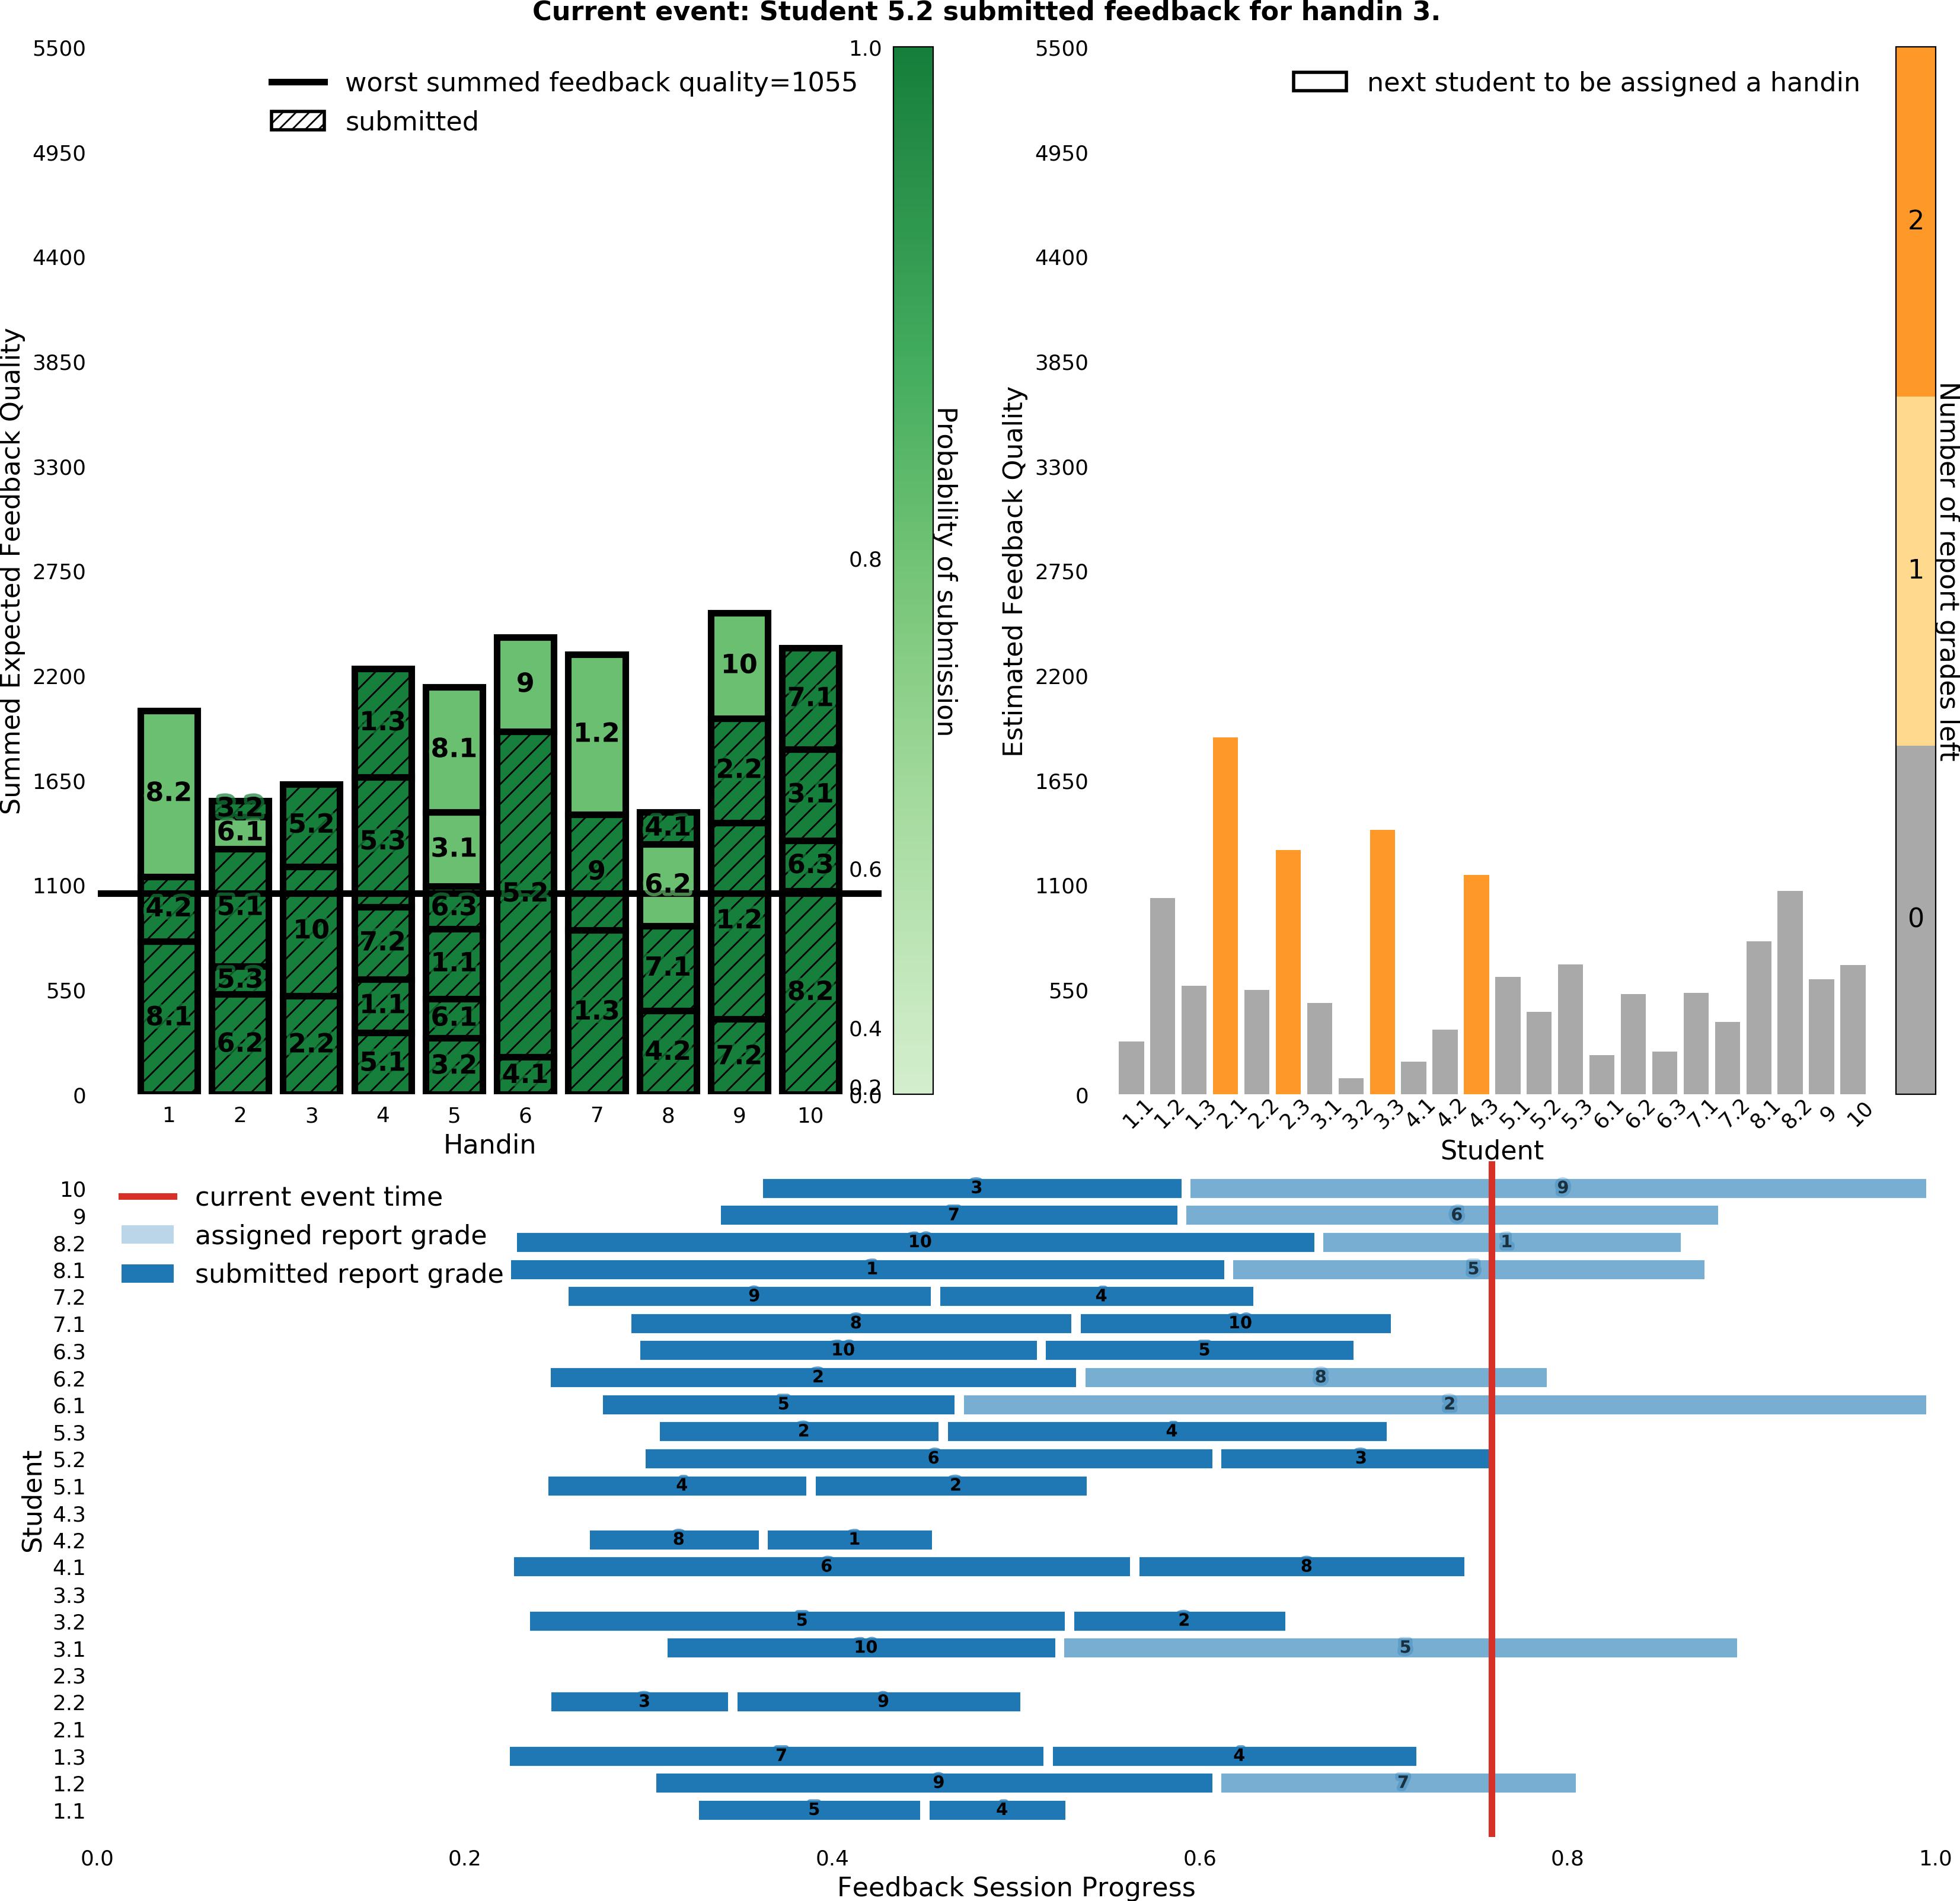 Current event: Student 5.2 submitted feedback for handin 3.
Summed Expected Feedback Quality
5500
4950
4400
3850
3300
2750
2200
1650
1100
550
0
worst summed feedback quality=1055
submitted
8.2
4.2
8.1
3.2
6.1
5.1
5.3
6.2
5.2
10
2.2
1.3
5.3
7.2
1.1
5.1
8.1
3.1
6.3
1.1
6.1
3.2
9
5.2
4.1
1.2
9
1.3
4.1
6.2
7.1
4.2
10
2.2
1.2
7.2
7.1
3.1
6.3
8.2
1 2 3 4 5 6 7 8 9 10
Handin
1.0
0.8
0.6
0.4
0.2
0.0
Probability of submission
Estimated Feedback Quality
5500
4950
4400
3850
3300
2750
2200
1650
1100
550
0
next student to be assigned a handin
1.1 1.2 1.3 2.1 2.2 2.3 3.1 3.2 3.3 4.1 4.2 4.3 5.1 5.2 5.3 6.1 6.2 6.3 7.1 7.2 8.1 8.2 9 10
Student
2
1
0
Number of report grades left
current event time
assigned report grade
submitted report grade
Student
10 3 9
9 7 6
8.2 10 1
8.1 1 5
7.2 9 4
7.1 8 10
6.3 10 5
6.2 2 8
6.1 5 2
5.3 2 4
5.2 6 3
5.1 4 2
4.3
4.2 8 1
4.1 6 8
3.3
3.2 5 2
3.1 10 5
2.3
2.2 3 9
2.1
1.3 7 4
1.2 9 7
1.1 5 4
0.0 0.2 0.4 0.6 0.8 1.0
Feedback Session Progress